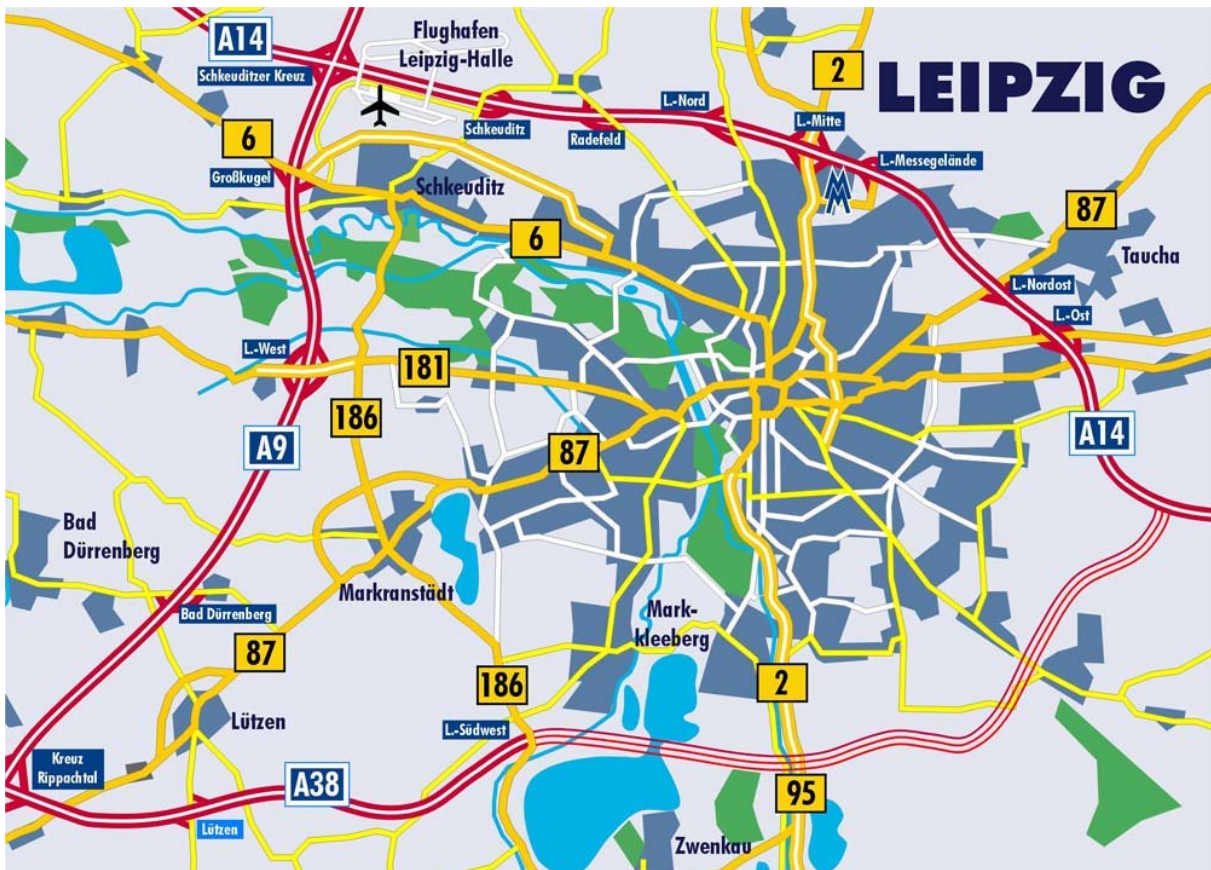 A14
Flughafen
Leipzig-Halle
Schkeuditzer Kreuz
2
LEIPZIG
L.-Nord
L.-Mitte
Schkeuditz
Radefeld
L.-Messegelände
6
Großkugel
Schkeuditz
M
87
6
Taucha
L.-Nordost
L.-Ost
L.-West
181
186
A9
87
A14
Bad
Dürrenberg
Markranstädt
Bad Dürrenberg
Mark-
kleeberg
87
186
2
Lützen
L.-Südwest
Kreuz
Rippachtal
A38
95
Lützen
Zwenkau